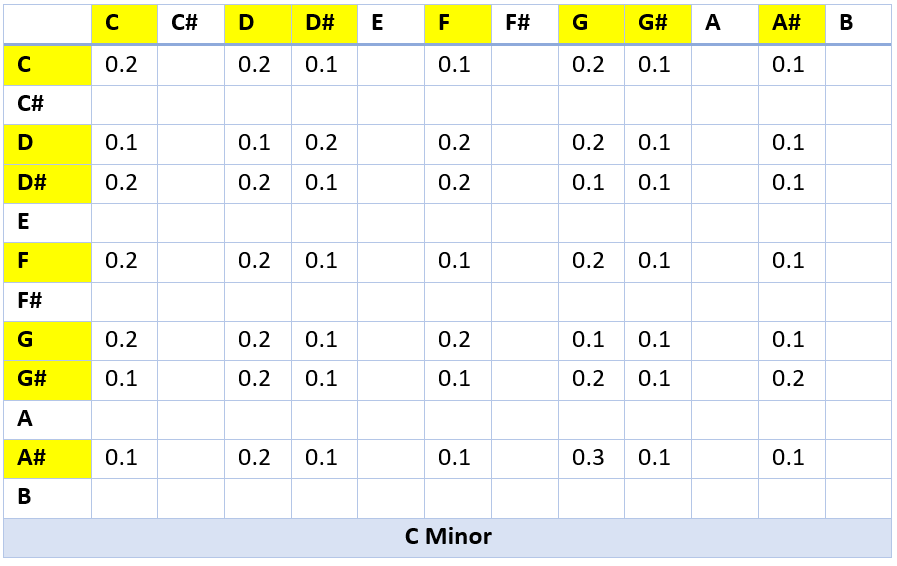 C C# D D# E F F# G G# A A# B
C 0.2 0.2 0.1 0.1 0.2 0.1 0.1
C#
D 0.1 0.1 0.2 0.2 0.2 0.1 0.1
D# 0.2 0.2 0.1 0.2 0.1 0.1 0.1
E
F 0.2 0.2 0.1 0.1 0.2 0.1 0.1
F#
G 0.2 0.2 0.1 0.2 0.1 0.1 0.1
G# 0.1 0.2 0.1 0.1 0.2 0.1 0.2
A
A# 0.1 0.2 0.1 0.1 0.3 0.1 0.1
B
C Minor